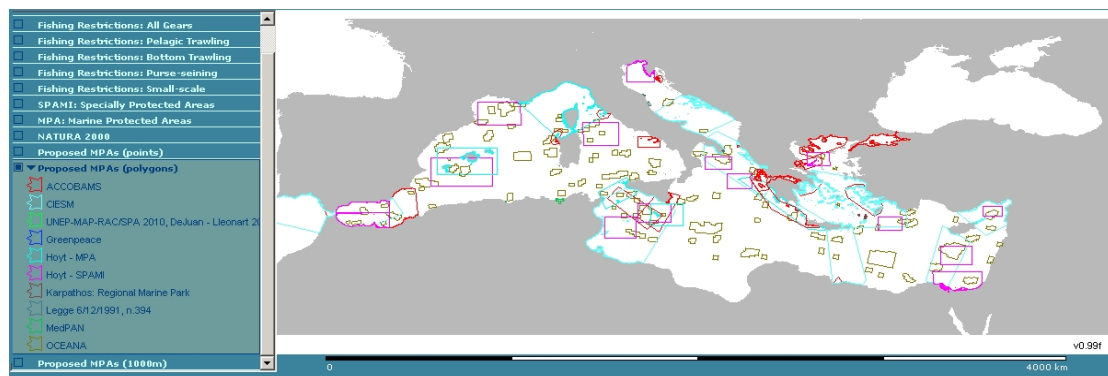 Fishing Restrictions: All Gears
Fishing Restrictions: Pelagic Trawling
Fishing Restrictions: Bottom Trawling
Fishing Restrictions: Purse-seining
Fishing Restrictions: Small-scale
SPAMI: Specially Protected Areas
MPA: Marine Protected Areas
NATURA 2000
Proposed MPAs (points)
Proposed MPAs (polygons)
ACCOBAMS
CIESM
UNEP-MAP-RAC/SPA 2010, DeJuan - Lleonart 20
Greenpeace
Hoyt - MPA
Hoyt - SPAMI
Karpathos: Regional Marine Park
Legge 6/12/1991, n.394
MedPAN
OCEANA
Proposed MPAs (1000m)
v0.99f
0 4000 km